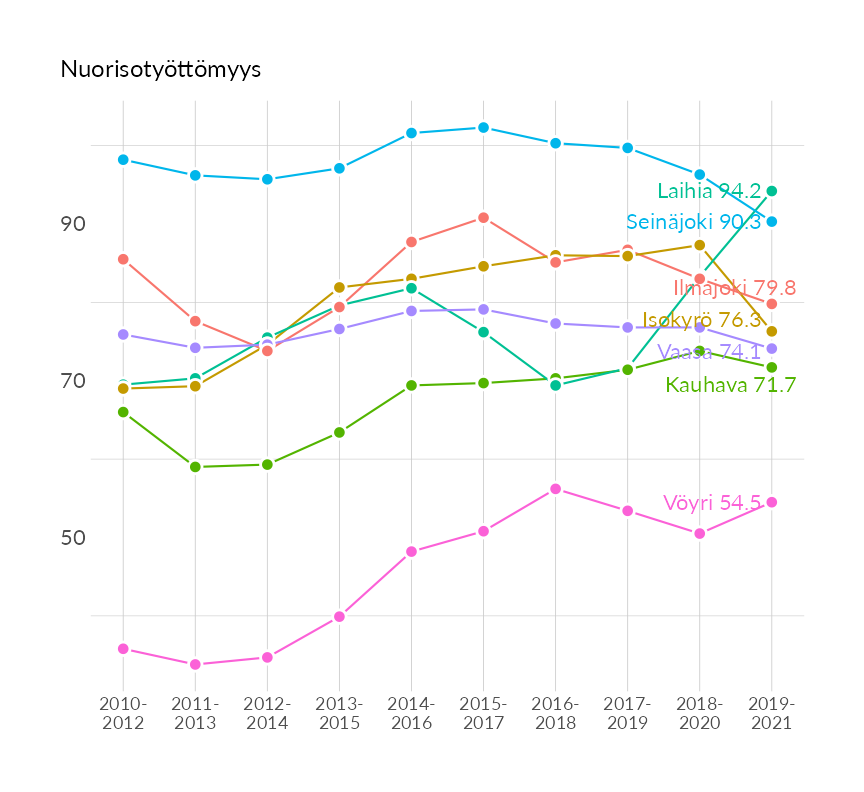 Nuorisotyöttömyys
Laihia 94.2
90
Seinäjoki 90.3
Ilmajoki 79.8
Isokyrö 76.3
Vaasa 74.1
70
Kauhava 71.7
Vöyri 54.5
50
2010- 2011- 2012- 2013- 2014- 2015- 2016- 2017- 2018- 2019-
2012 2013 2014 2015 2016 2017 2018 2019 2020 2021